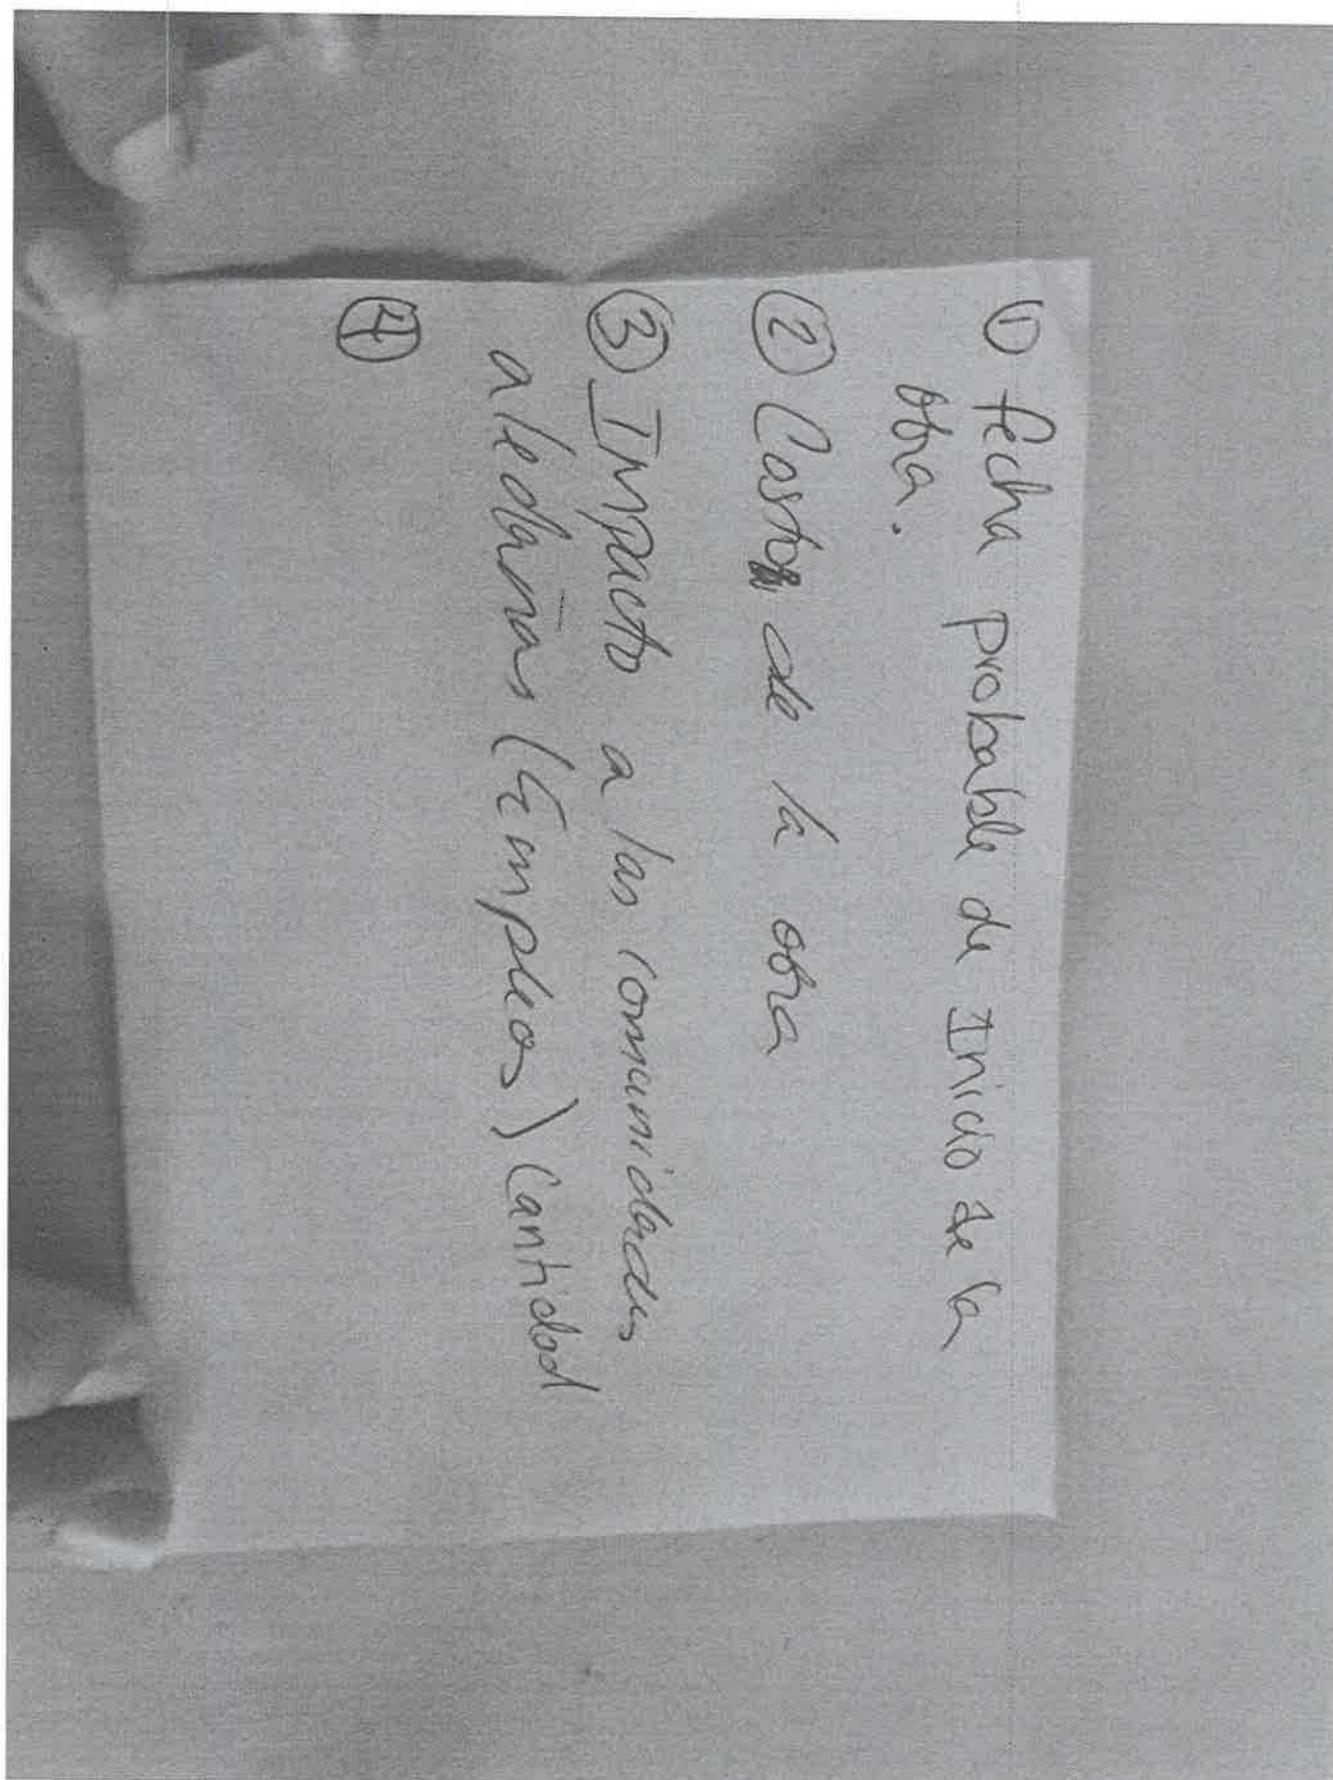 ① fecha probable de Inicio de la
obra.
② Costo de la obra
③ Impacto a las comunidades
aledañas (Empleos) Cantidad
④